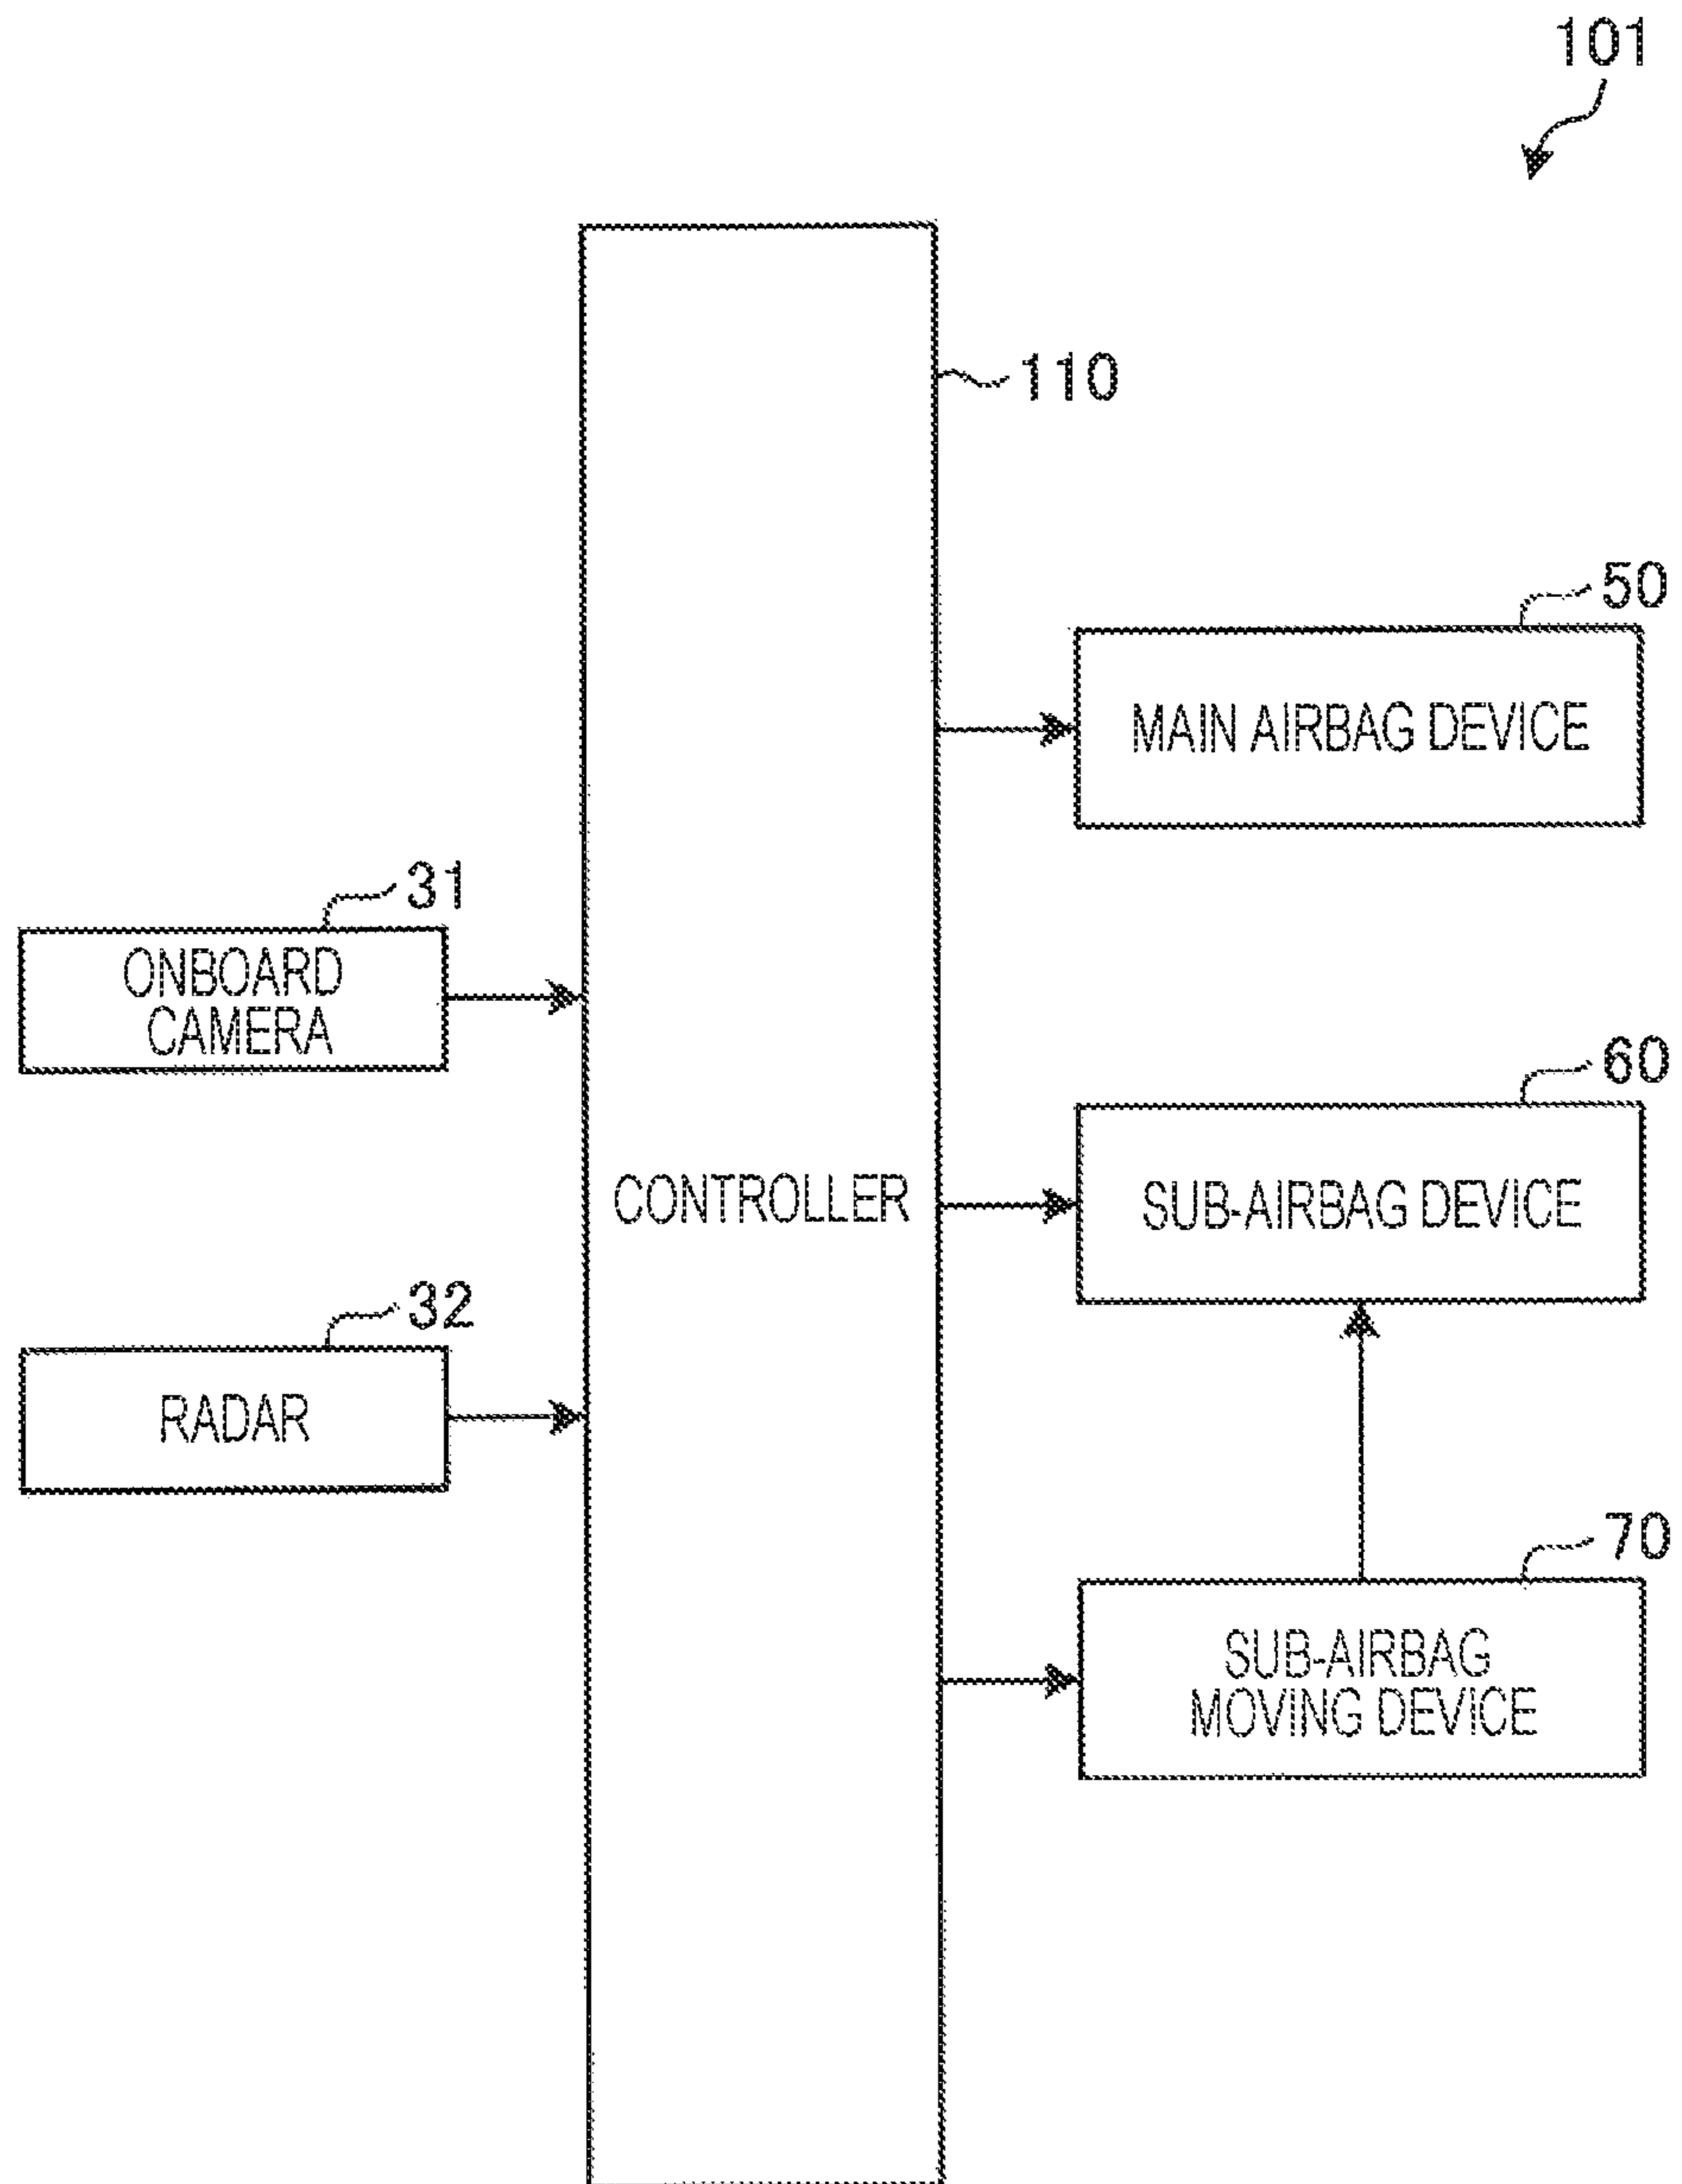 101
110
50
MAIN AIRBAG DEVICE
31
ONBOARD
CAMERA
60
CONTROLLER
SUB-AIRBAG DEVICE
32
RADAR
70
SUB-AIRBAG
MOVING DEVICE